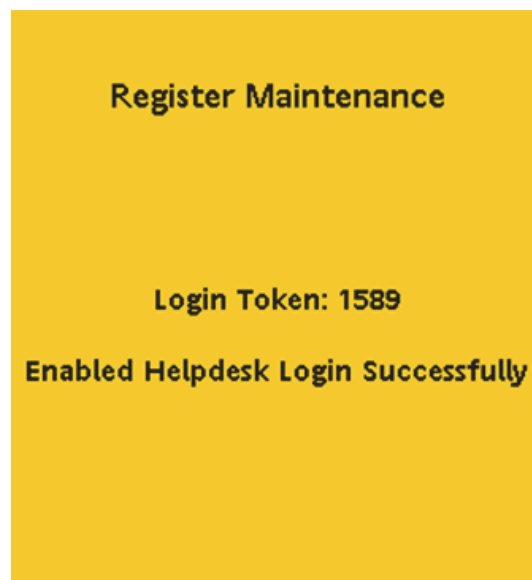 Register Maintenance
Login Token: 1589
Enabled Helpdesk Login Successfully